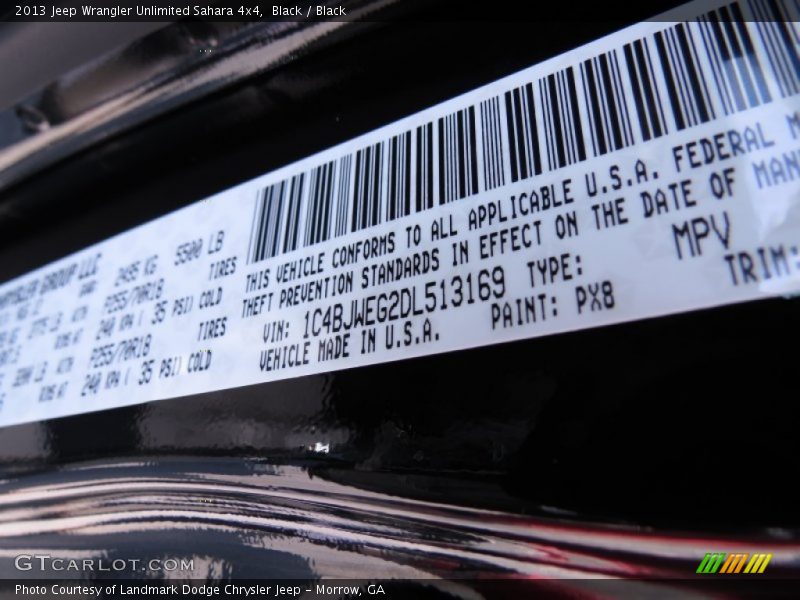 2013 Jeep Wrangler Unlimited Sahara 4x4, Black / Black
GROUP LLC
2495 KG 5500 LB
TIRES
P255/70R18
240 KPA ( 35 PSI) COLD
TIRES
P255/70R18
240 KPA ( 35 PSI) COLD
THIS VEHICLE CONFORMS TO ALL APPLICABLE U.S.A. FEDERAL
THEFT PREVENTION STANDARDS IN EFFECT ON THE DATE OF
VIN: 1C4BJWEG2DL513169 TYPE: MPV
VEHICLE MADE IN U.S.A. PAINT: PX8 TRIM:
GTCARLOT.COM
Photo Courtesy of Landmark Dodge Chrysler Jeep - Morrow, GA